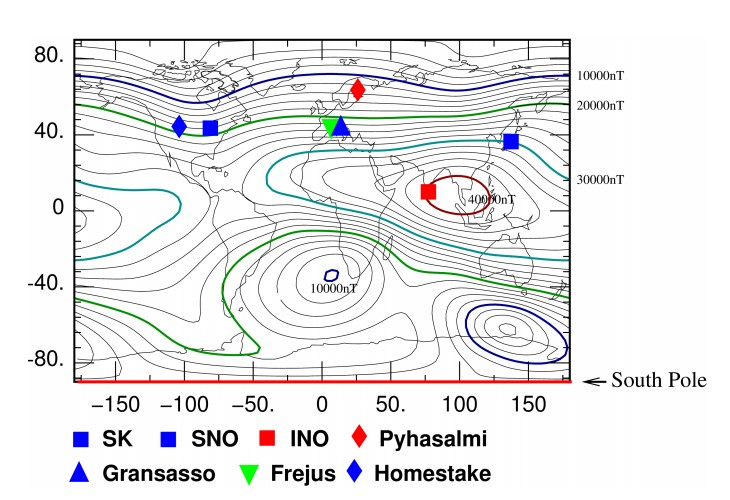 80.
10000nT
20000nT
40.
30000nT
40000nT
0
-40.
10000nT
-80.
South Pole
−150 −100 −50. 0 50. 100 150
SK SNO INO Pyhasalmi
Gransasso Frejus Homestake